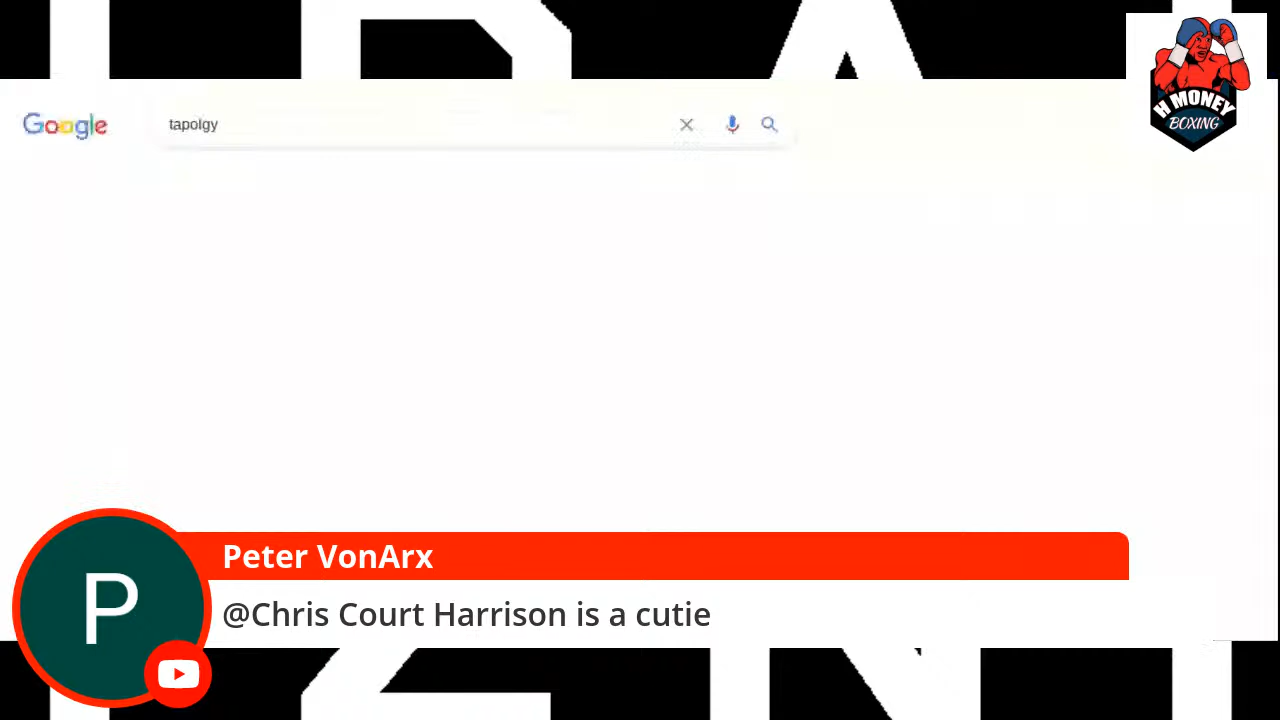 Google
tapolgy
H MONEY
BOXING
Peter VonArx
@Chris Court Harrison is a cutie
P